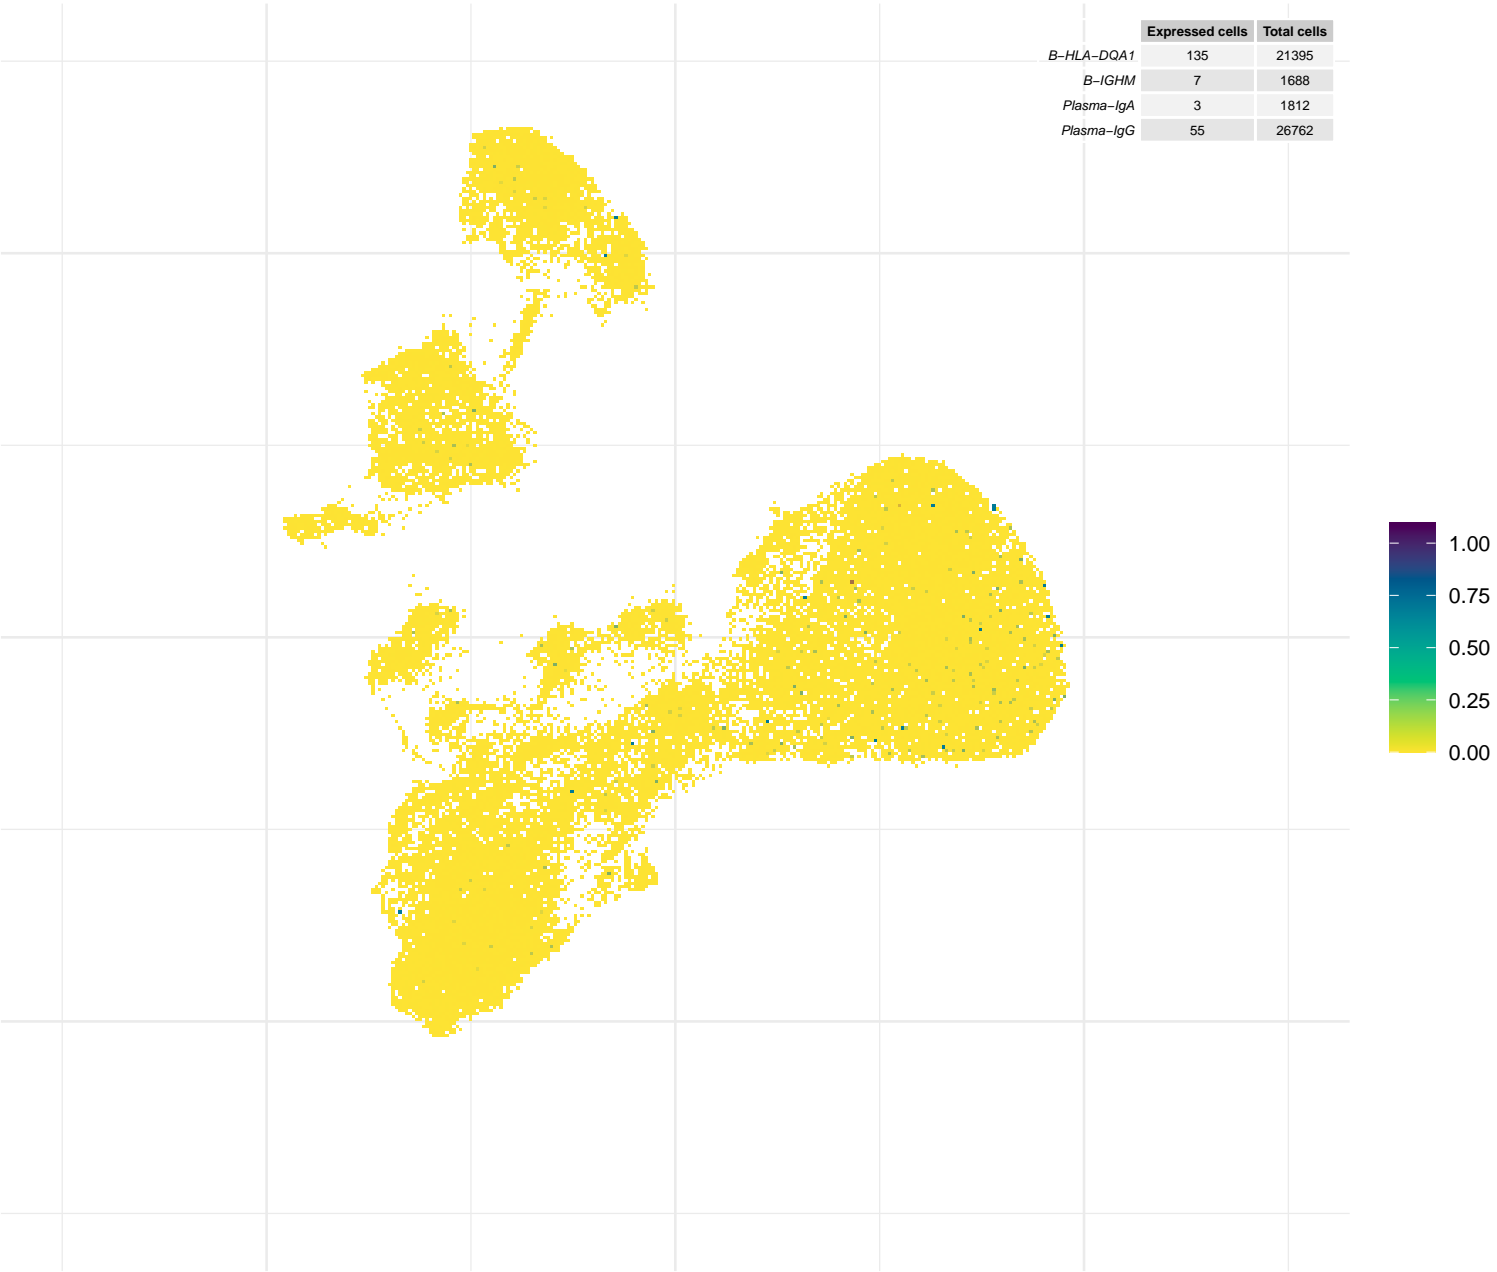 Expressed cells Total cells
B−HLA−DQA1 135 21395
B−IGHM 7 1688
Plasma−IgA 3 1812
Plasma−IgG 55 26762
1.00
0.75
0.50
0.25
0.00